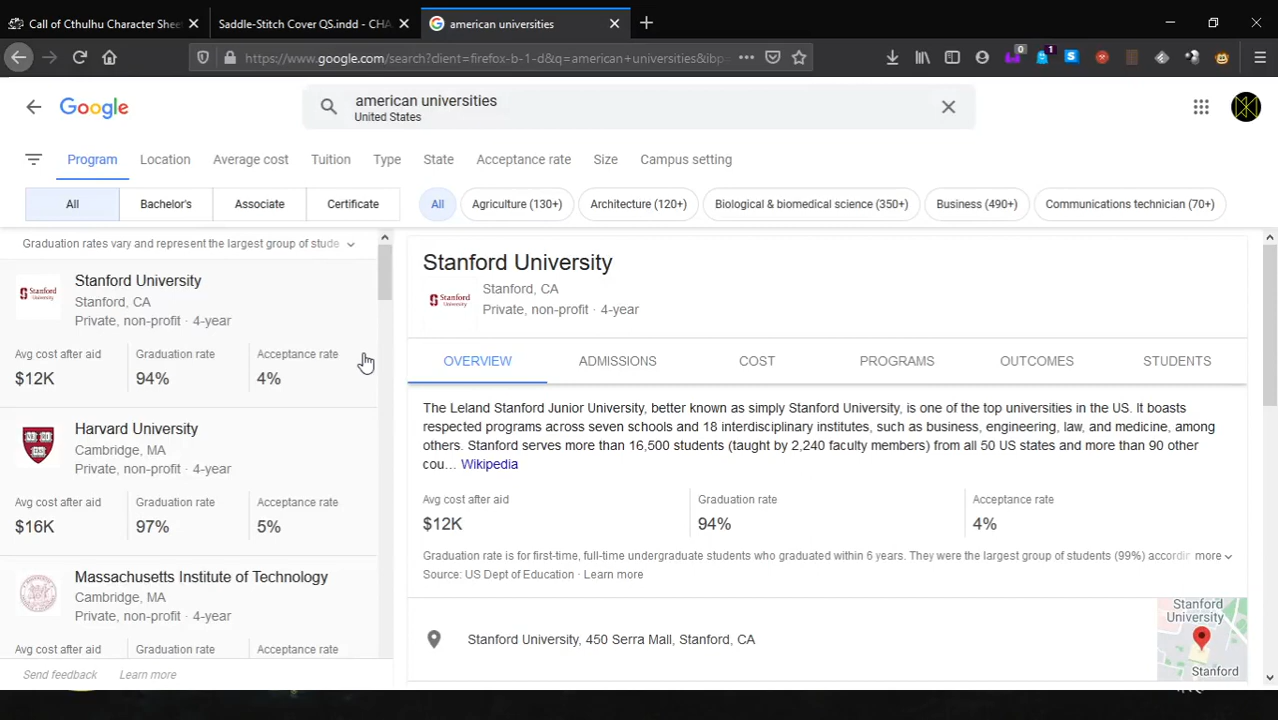 Call of Cthulhu Character Shee
Saddle-Stitch Cover QS.indd - CHA
american universities
https://www.google.com/search?client=firefox-b-1-d&q=american+universities&ibp
0
1
Google
american universities
United States
Program
Location
Average cost
Tuition
Type
State
Acceptance rate
Size
Campus setting
All
Bachelor's
Associate
Certificate
All
Agriculture (130+)
Architecture (120+)
Biological & biomedical science (350+)
Business (490+)
Communications technician (70+)
Graduation rates vary and represent the largest group of stude
Stanford University
Stanford University
Stanford, CA
Private, non-profit · 4-year
Avg cost after aid
Graduation rate
Acceptance rate
$12K
94%
4%
Harvard University
Cambridge, MA
Private, non-profit · 4-year
Avg cost after aid
Graduation rate
Acceptance rate
$16K
97%
5%
Massachusetts Institute of Technology
Cambridge, MA
Private, non-profit · 4-year
Avg cost after aid
Graduation rate
Acceptance rate
Send feedback
Learn more
Stanford University
Stanford University
Stanford, CA
Private, non-profit · 4-year
OVERVIEW
ADMISSIONS
COST
PROGRAMS
OUTCOMES
STUDENTS
The Leland Stanford Junior University, better known as simply Stanford University, is one of the top universities in the US. It boasts
respected programs across seven schools and 18 interdisciplinary institutes, such as business, engineering, law, and medicine, among
others. Stanford serves more than 16,500 students (taught by 2,240 faculty members) from all 50 US states and more than 90 other
cou... Wikipedia
Avg cost after aid
Graduation rate
Acceptance rate
$12K
94%
4%
Graduation rate is for first-time, full-time undergraduate students who graduated within 6 years. They were the largest group of students (99%) accordin more
Source: US Dept of Education · Learn more
Stanford University, 450 Serra Mall, Stanford, CA
Stanford
University
Stanford